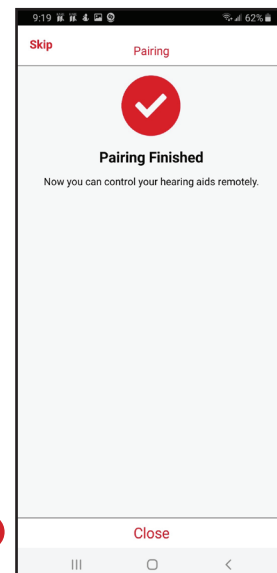 9:19 62%
Skip
Pairing
Pairing Finished
Now you can control your hearing aids remotely.
Close